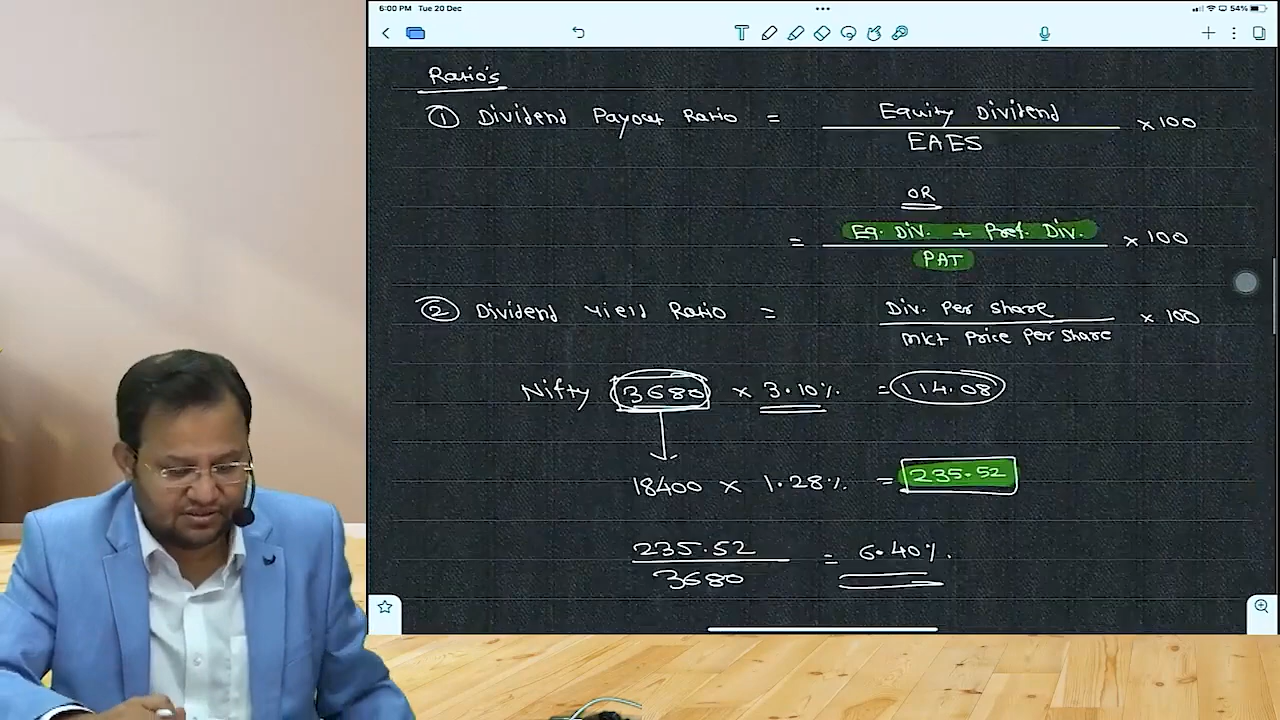 6:00 PM Tue 20 Dec
54%
Ratio's
① Dividend Payout Ratio = Equity Dividend / EAES × 100
OR
= Eq. Div. + Pref. Div. / PAT × 100
② Dividend Yield Ratio = Div. Per Share / Mkt Price Per Share × 100
Nifty 3680 × 3.10% = 114.08
18400 × 1.28% = 235.52
235.52 / 3680 = 6.40%